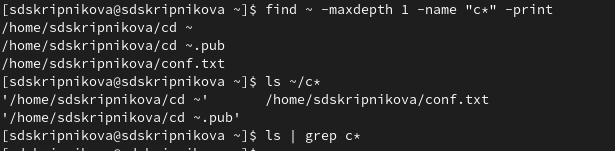 [sdskripnikova@sdskripnikova ~]$ find ~ -maxdepth 1 -name "c*" -print
/home/sdskripnikova/cd ~
/home/sdskripnikova/cd ~.pub
/home/sdskripnikova/conf.txt
[sdskripnikova@sdskripnikova ~]$ ls ~/c*
'/home/sdskripnikova/cd ~'       /home/sdskripnikova/conf.txt
'/home/sdskripnikova/cd ~.pub'
[sdskripnikova@sdskripnikova ~]$ ls | grep c*